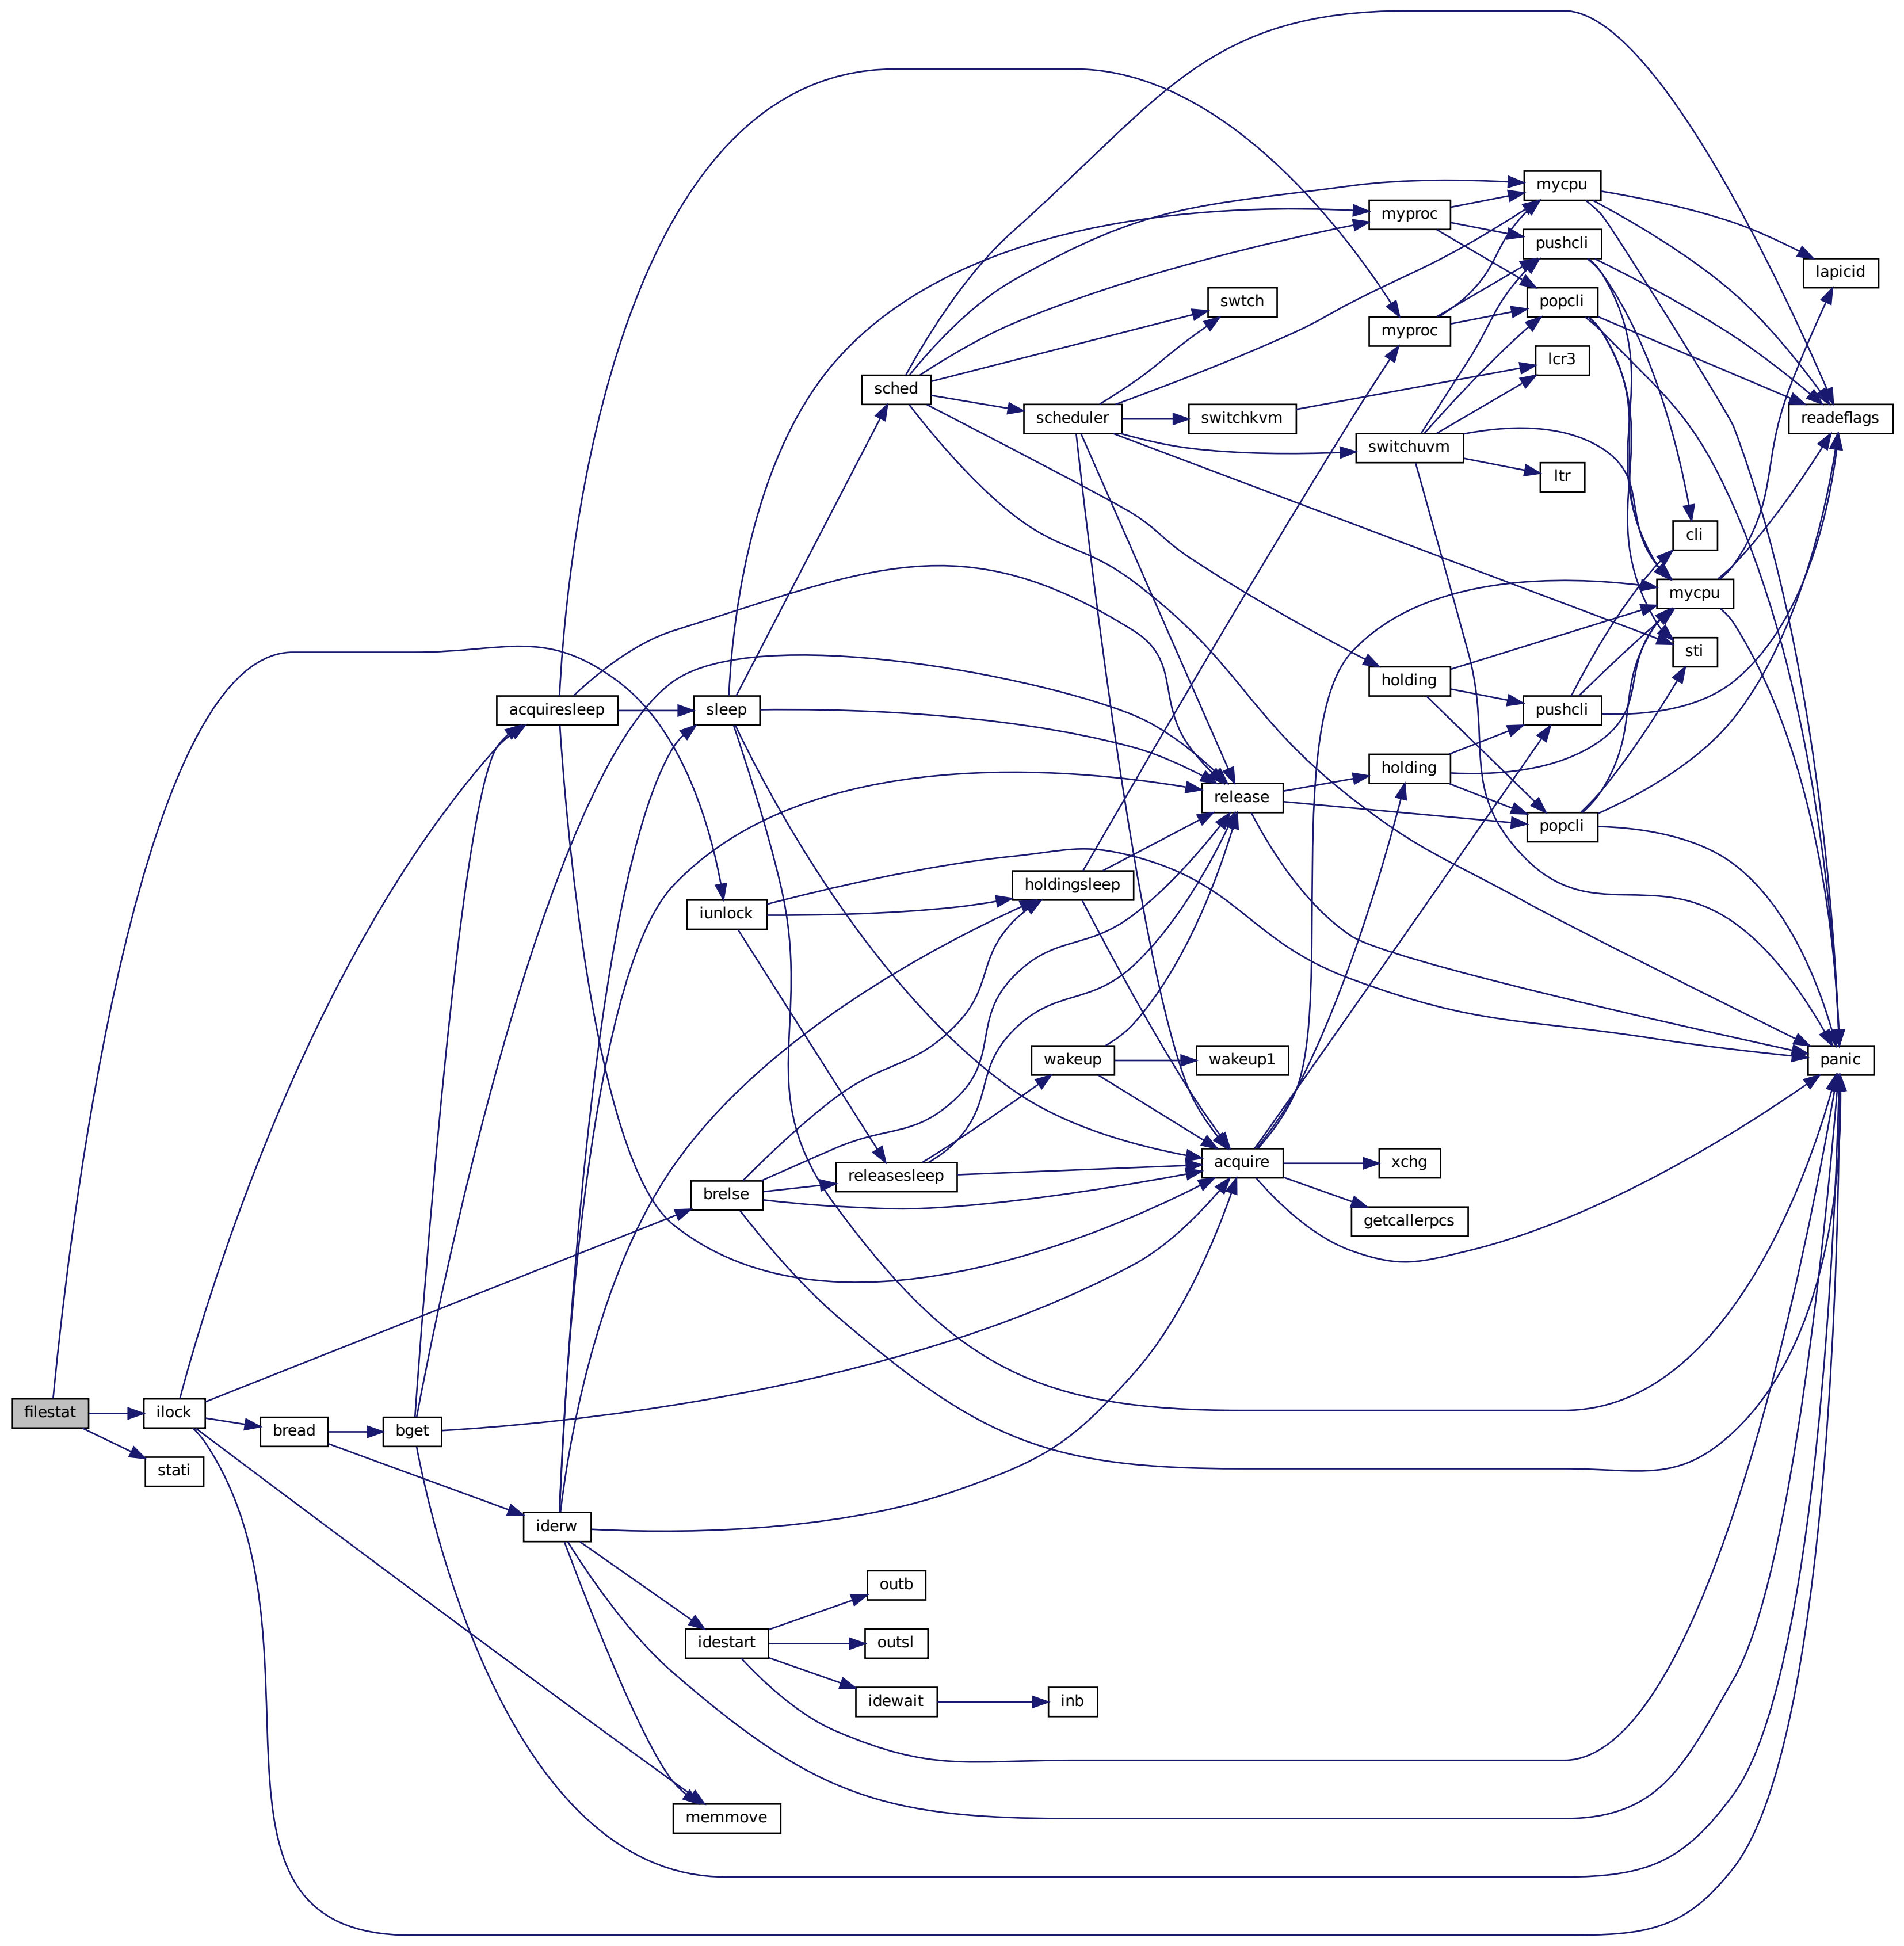 mycpu
myproc
pushcli
lapicid
swtch
popcli
myproc
lcr3
sched
scheduler
switchkvm
readeflags
switchuvm
ltr
cli
mycpu
sti
holding
acquiresleep
sleep
pushcli
holding
release
popcli
holdingsleep
iunlock
wakeup
wakeup1
panic
acquire
xchg
releasesleep
brelse
getcallerpcs
filestat
ilock
bread
bget
stati
iderw
outb
idestart
outsl
idewait
inb
memmove